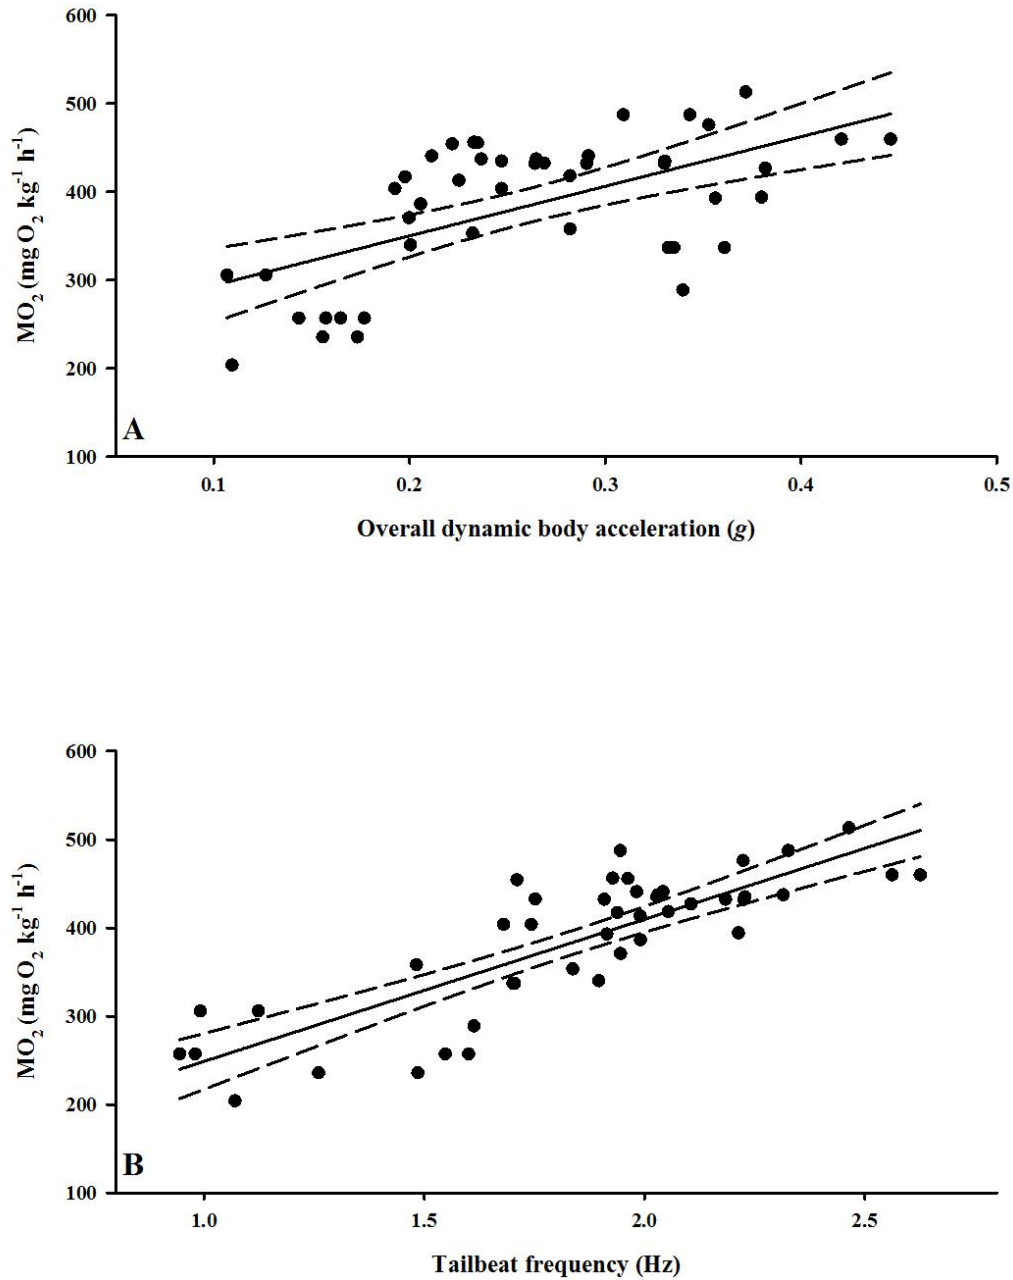 600
500
400
300
200
100
MO2 (mg O2 kg-1 h-1)
A
0.1 0.2 0.3 0.4 0.5
Overall dynamic body acceleration (g)
600
500
400
300
200
100
MO2 (mg O2 kg-1 h-1)
B
1.0 1.5 2.0 2.5
Tailbeat frequency (Hz)